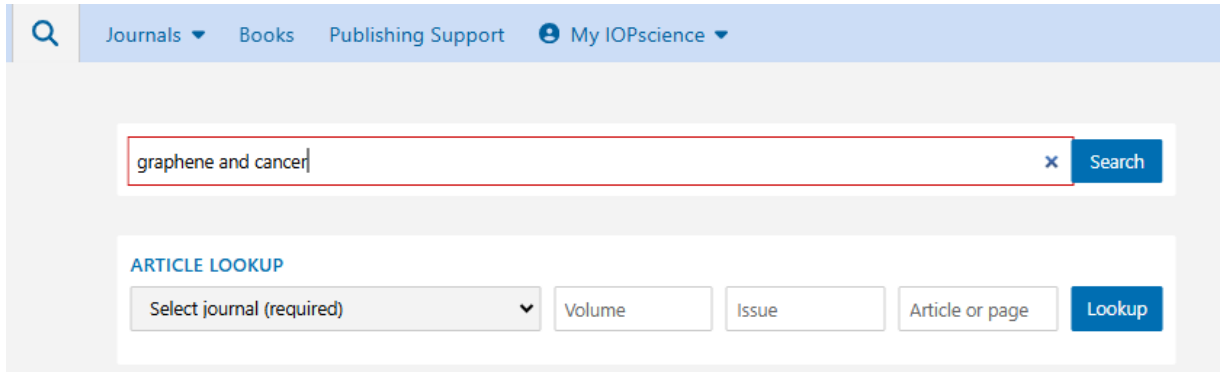 Journals Books Publishing Support My IOPscience
graphene and cancer × Search
ARTICLE LOOKUP
Select journal (required) Volume Issue Article or page Lookup